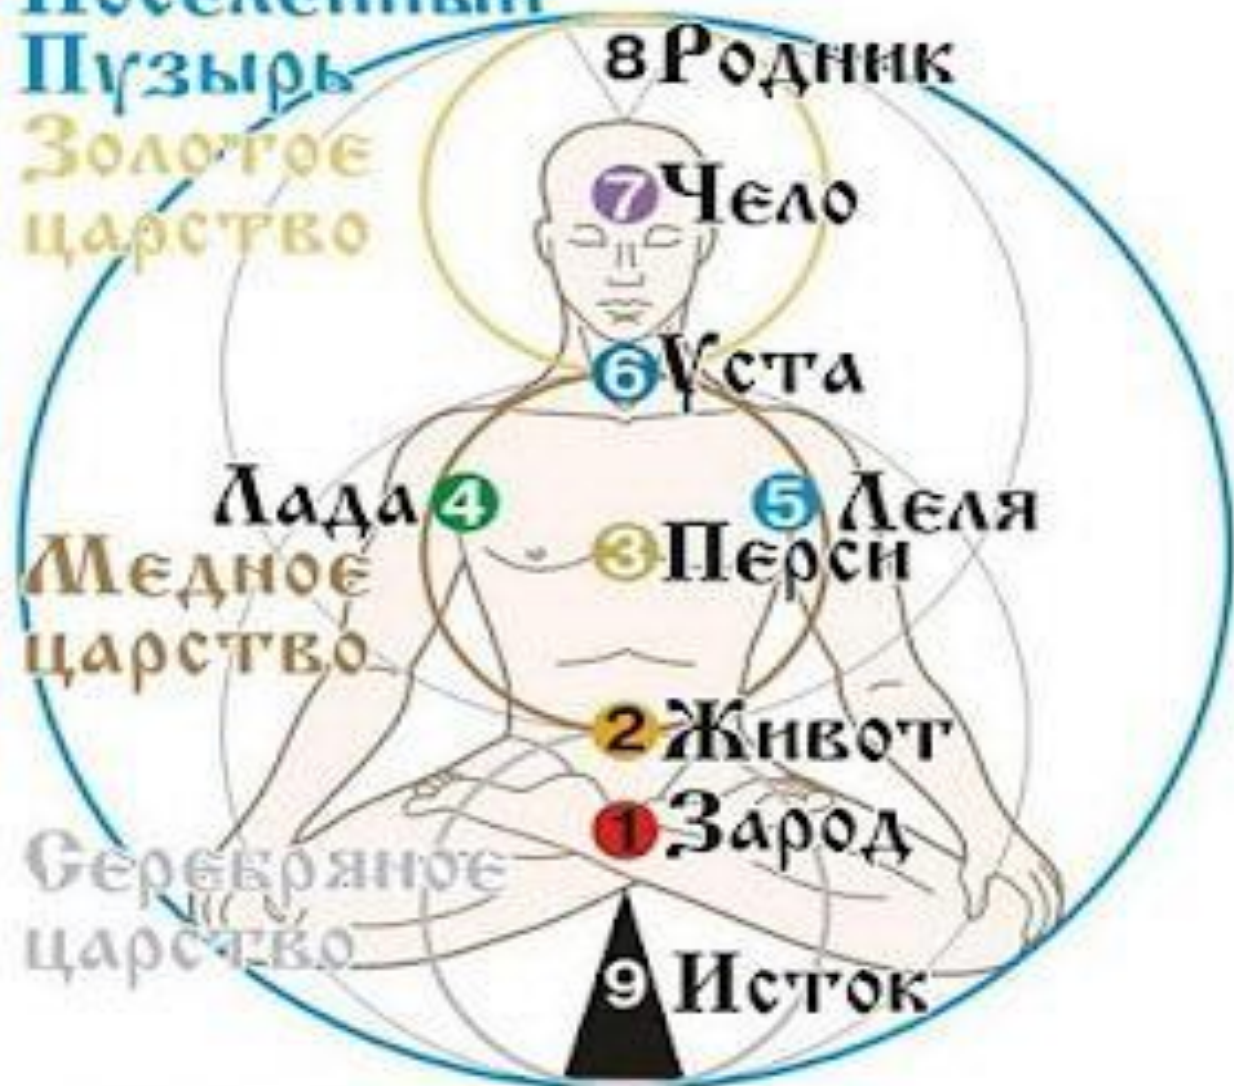 Пузырь
Золотое
царство
8 Родник
7 Чело
6 Уста
Лада 4
5 Леля
3 Перси
Медное
царство
2 Живот
1 Зарод
Серебряное
царство
9 Исток